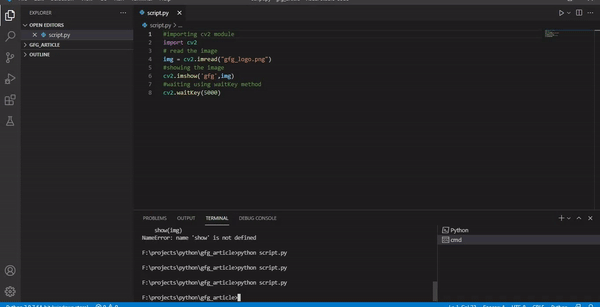 EXPLORER
OPEN EDITORS
script.py
GFG_ARTICLE
OUTLINE
script.py
script.py > ...
1 #importing cv2 module
2 import cv2
3 # read the image
4 img = cv2.imread("gfg_logo.png")
5 #showing the image
6 cv2.imshow('gfg',img)
7 #waiting using waitKey method
8 cv2.waitKey(5000)
PROBLEMS OUTPUT TERMINAL DEBUG CONSOLE
show(img)
NameError: name 'show' is not defined
F:\projects\python\gfg_article>python script.py
F:\projects\python\gfg_article>python script.py
F:\projects\python\gfg_article>python script.py
F:\projects\python\gfg_article>
Python
cmd